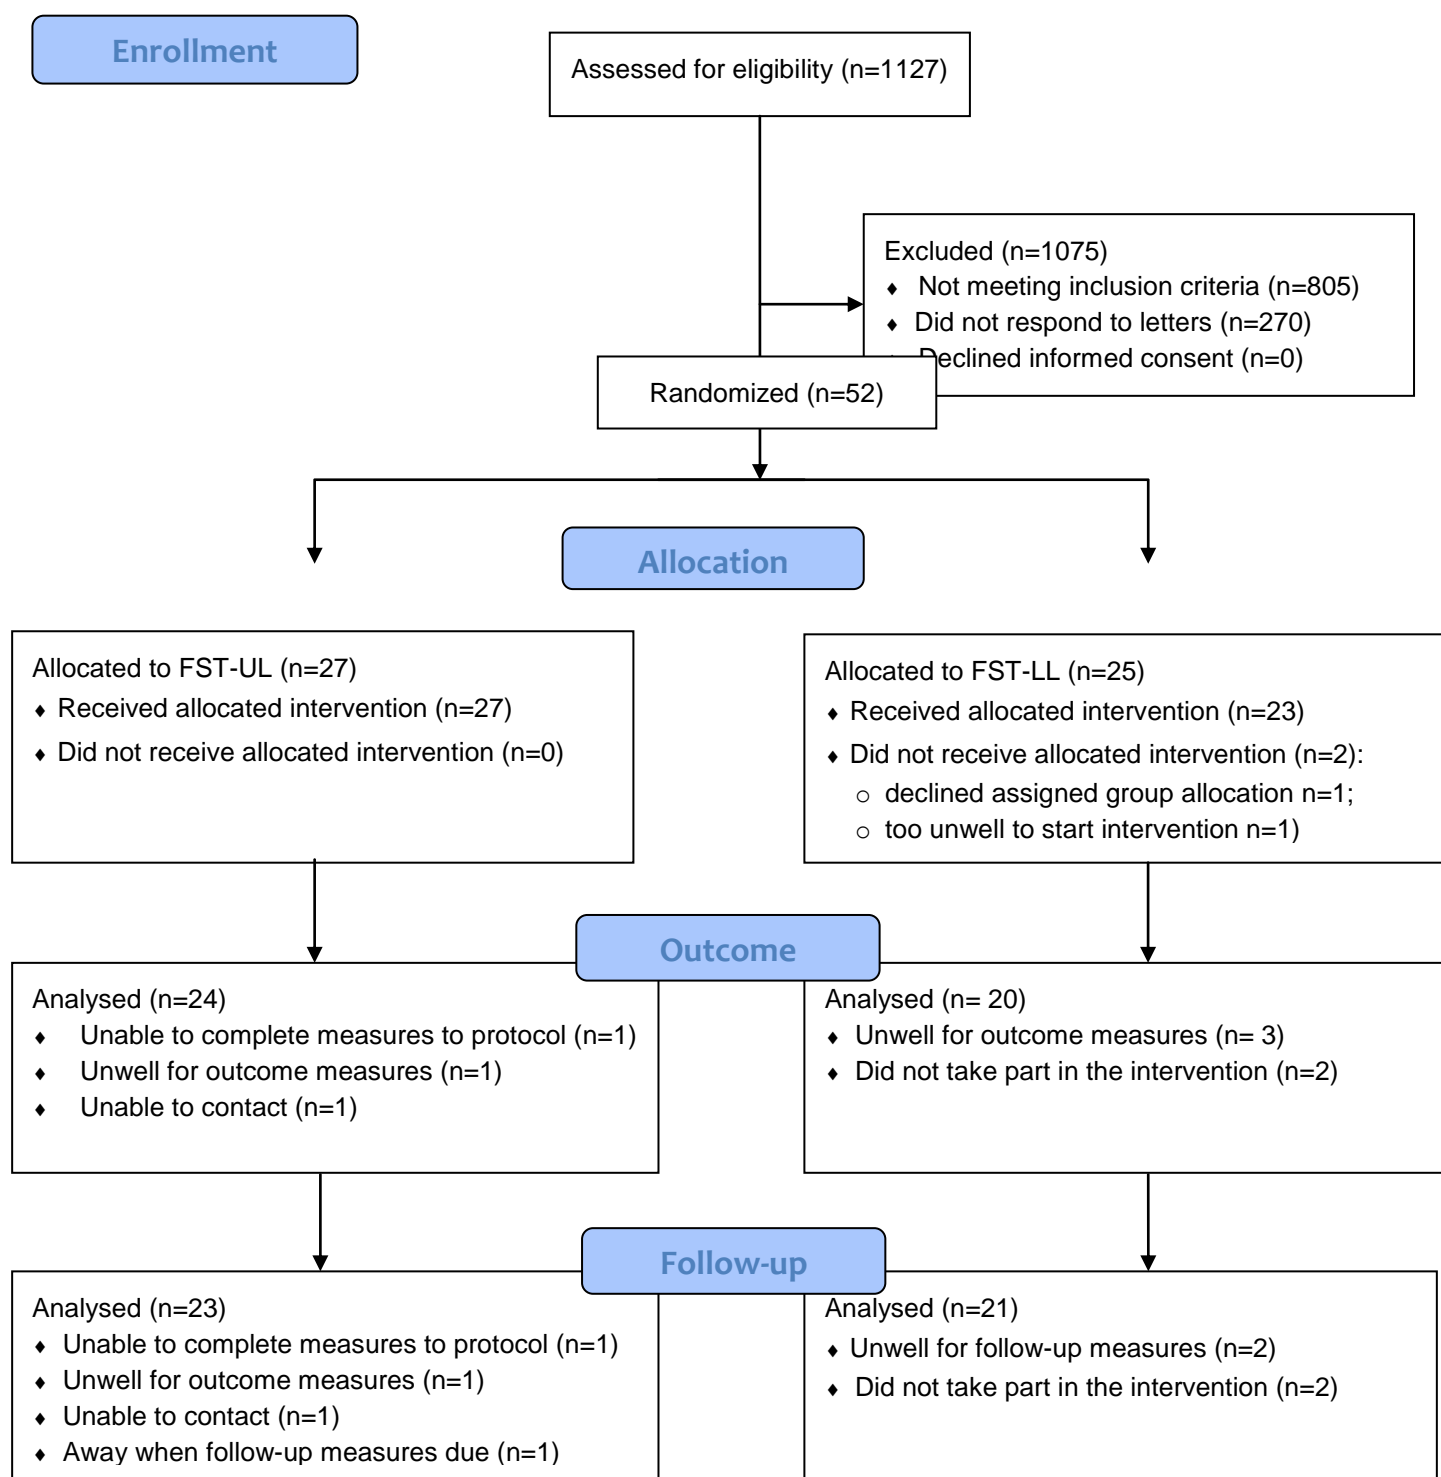 Enrollment
Assessed for eligibility (n=1127)
Excluded (n=1075)
♦ Not meeting inclusion criteria (n=805)
♦ Did not respond to letters (n=270)
Declined informed consent (n=0)
Randomized (n=52)
Allocation
Allocated to FST-UL (n=27)
♦ Received allocated intervention (n=27)
♦ Did not receive allocated intervention (n=0)
Allocated to FST-LL (n=25)
♦ Received allocated intervention (n=23)
♦ Did not receive allocated intervention (n=2):
o declined assigned group allocation n=1;
o too unwell to start intervention n=1)
Outcome
Analysed (n=24)
♦ Unable to complete measures to protocol (n=1)
♦ Unwell for outcome measures (n=1)
♦ Unable to contact (n=1)
Analysed (n= 20)
♦ Unwell for outcome measures (n= 3)
♦ Did not take part in the intervention (n=2)
Follow-up
Analysed (n=23)
♦ Unable to complete measures to protocol (n=1)
♦ Unwell for outcome measures (n=1)
♦ Unable to contact (n=1)
♦ Away when follow-up measures due (n=1)
Analysed (n=21)
♦ Unwell for follow-up measures (n=2)
♦ Did not take part in the intervention (n=2)